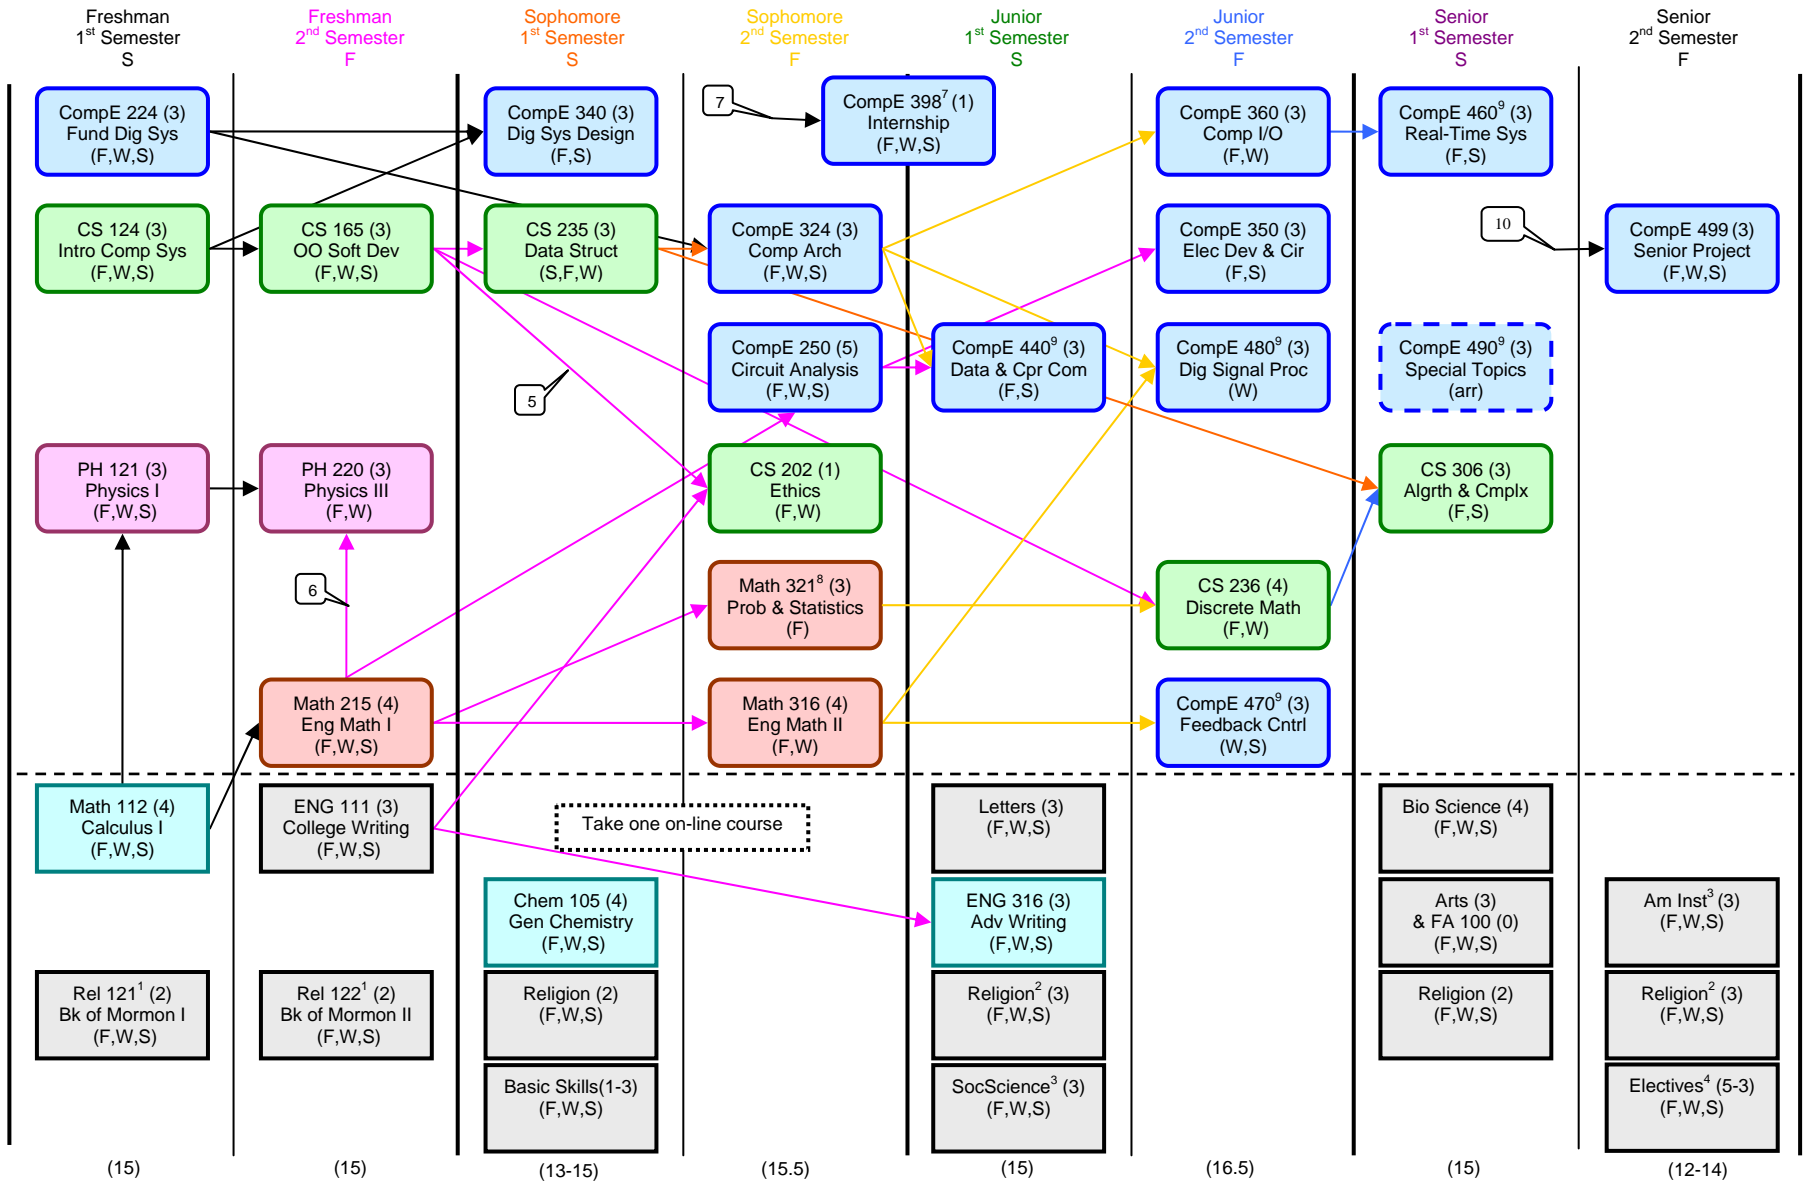 Freshman
1st Semester
S
Freshman
2nd Semester
F
Sophomore
1st Semester
S
Sophomore
2nd Semester
F
Junior
1st Semester
S
Junior
2nd Semester
F
Senior
1st Semester
S
Senior
2nd Semester
F
CompE 224 (3)
Fund Dig Sys
(F,W,S)
CompE 340 (3)
Dig Sys Design
(F,S)
7
CompE 398⁷ (1)
Internship
(F,W,S)
CompE 360 (3)
Comp I/O
(F,W)
CompE 460⁹ (3)
Real-Time Sys
(F,S)
CS 124 (3)
Intro Comp Sys
(F,W,S)
CS 165 (3)
OO Soft Dev
(F,W,S)
CS 235 (3)
Data Struct
(S,F,W)
CompE 324 (3)
Comp Arch
(F,W,S)
CompE 350 (3)
Elec Dev & Cir
(F,S)
10
CompE 499 (3)
Senior Project
(F,W,S)
5
CompE 250 (5)
Circuit Analysis
(F,W,S)
CompE 440⁹ (3)
Data & Cpr Com
(F,S)
CompE 480⁹ (3)
Dig Signal Proc
(W)
CompE 490⁹ (3)
Special Topics
(arr)
PH 121 (3)
Physics I
(F,W,S)
PH 220 (3)
Physics III
(F,W)
CS 202 (1)
Ethics
(F,W)
CS 306 (3)
Algrth & Cmplx
(F,S)
6
Math 321⁸ (3)
Prob & Statistics
(F)
CS 236 (4)
Discrete Math
(F,W)
Math 215 (4)
Eng Math I
(F,W,S)
Math 316 (4)
Eng Math II
(F,W)
CompE 470⁹ (3)
Feedback Cntrl
(W,S)
Math 112 (4)
Calculus I
(F,W,S)
ENG 111 (3)
College Writing
(F,W,S)
Take one on-line course
Letters (3)
(F,W,S)
Bio Science (4)
(F,W,S)
Chem 105 (4)
Gen Chemistry
(F,W,S)
ENG 316 (3)
Adv Writing
(F,W,S)
Arts (3)
& FA 100 (0)
(F,W,S)
Am Inst³ (3)
(F,W,S)
Rel 121¹ (2)
Bk of Mormon I
(F,W,S)
Rel 122¹ (2)
Bk of Mormon II
(F,W,S)
Religion (2)
(F,W,S)
Religion² (3)
(F,W,S)
Religion (2)
(F,W,S)
Religion² (3)
(F,W,S)
Basic Skills(1-3)
(F,W,S)
SocScience³ (3)
(F,W,S)
Electives⁴ (5-3)
(F,W,S)
(15)
(15)
(13-15)
(15.5)
(15)
(16.5)
(15)
(12-14)